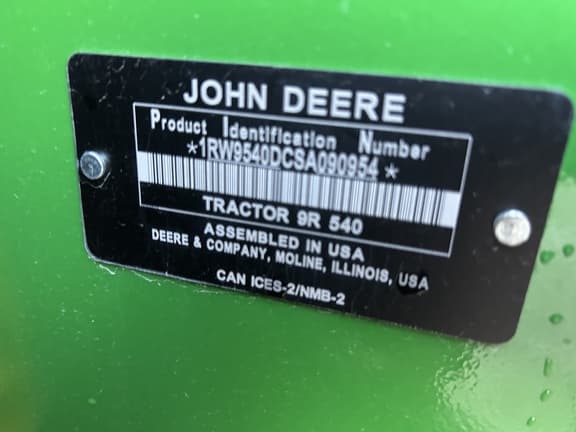 JOHN DEERE
Product Identification Number
*1RW9540DCSA090954*
TRACTOR 9R 540
ASSEMBLED IN USA
DEERE & COMPANY, MOLINE, ILLINOIS, USA
CAN ICES-2/NMB-2